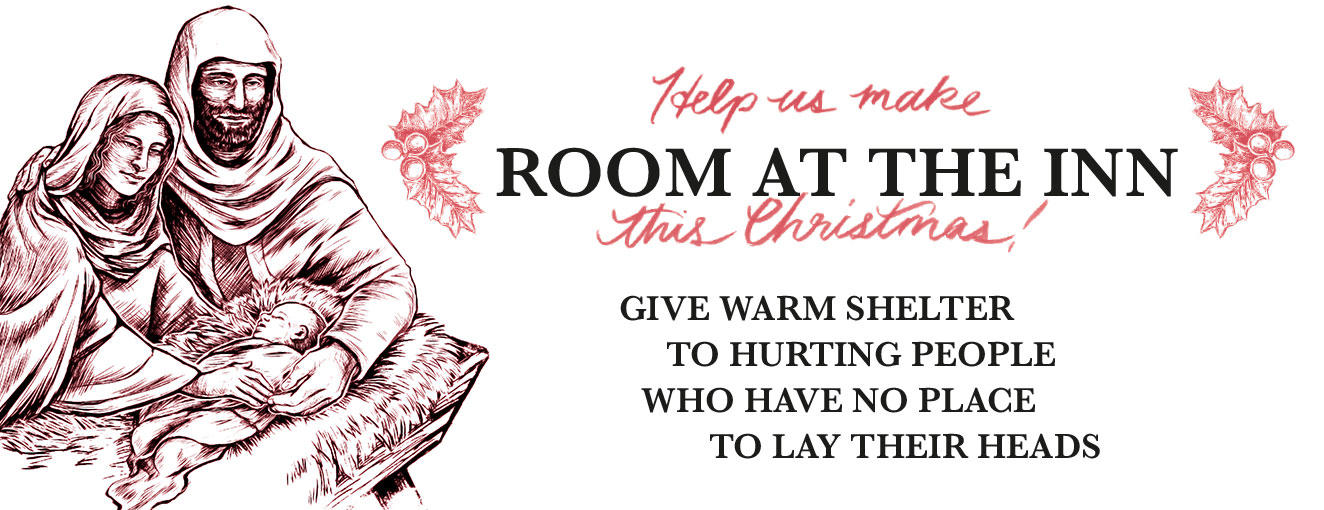 Help us make
ROOM AT THE INN
this Christmas!
GIVE WARM SHELTER
TO HURTING PEOPLE
WHO HAVE NO PLACE
TO LAY THEIR HEADS